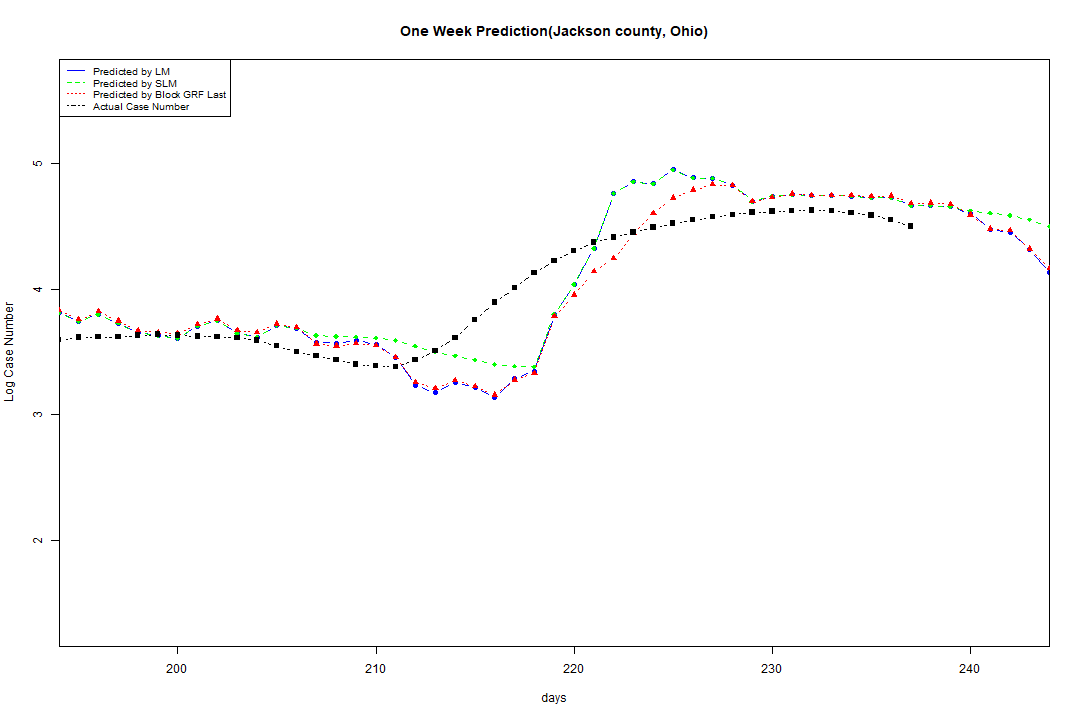 One Week Prediction(Jackson county, Ohio)
Predicted by LM
Predicted by SLM
Predicted by Block GRF Last
Actual Case Number
5
4
3
2
Log Case Number
200
210
220
230
240
days